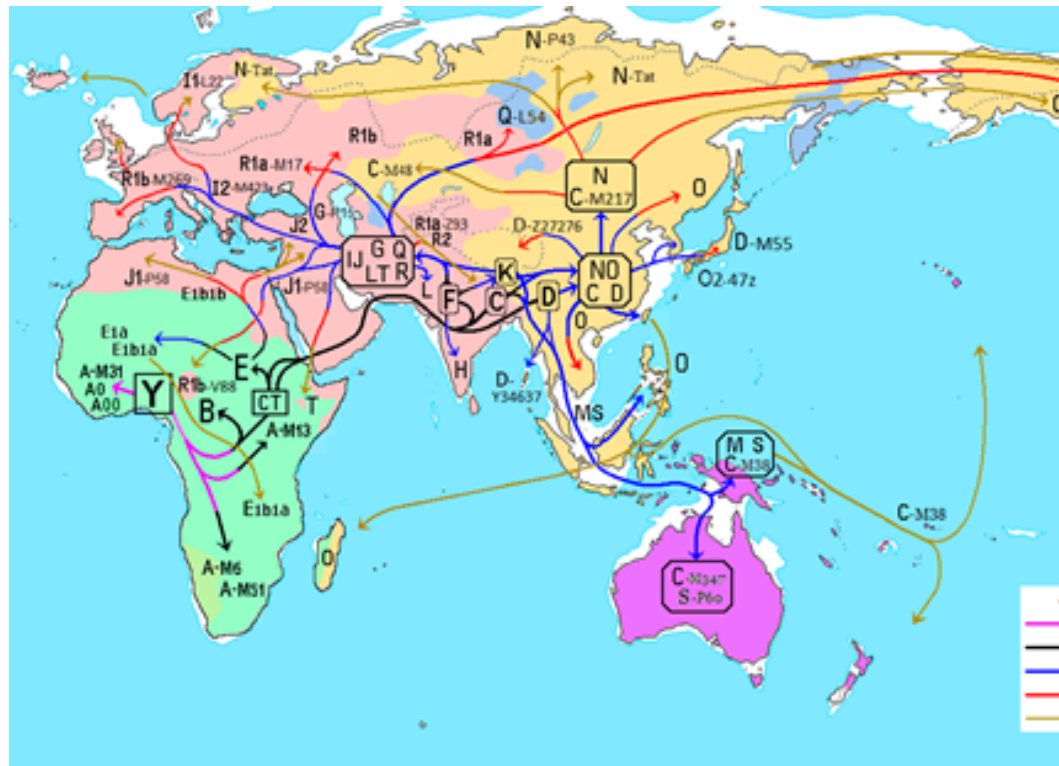 N-P43
I1-L22
N-Tat
N-Tat
Q-L54
R1b
R1a
R1a-M17
C-M48
R1b-M269
I2-M423
N
C-M217
O
G-P15
J2
R1a-Z93
R2
D-Z27276
D-M55
IJ G Q
LT R
K
NO
C D
O2-47z
J1-P58
J1-P58
E1b1b
L
F
C
D
E1a
E1b1a
O
O
A-M31
A0
A00
Y
E
R1b-V88
H
D-
Y34637
B
CT
T
MS
A-M13
M S
C-M38
E1b1a
C-M38
O
A-M6
A-M51
C-M347
S-P60